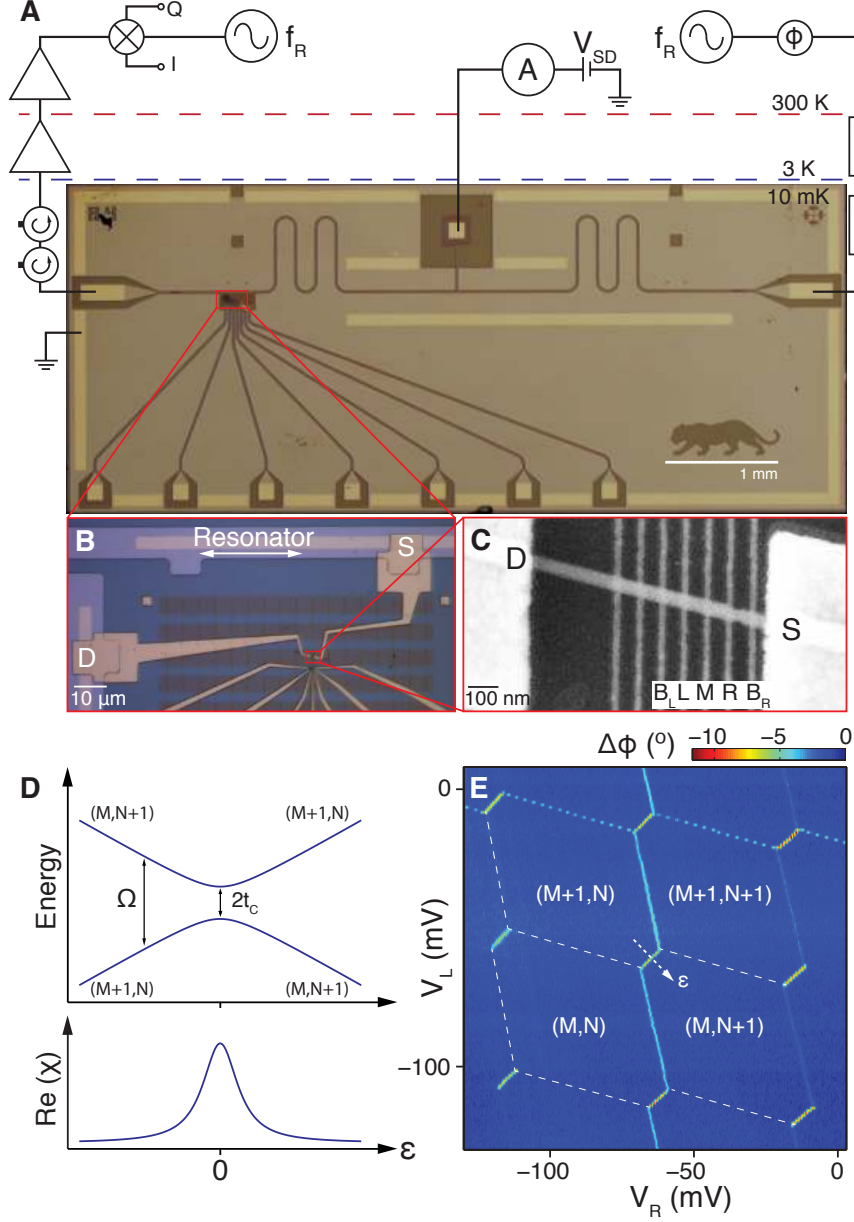 A
Q
I
f_R
A
V_SD
f_R
Φ
300 K
3 K
10 mK
1 mm
B
Resonator
S
D
10 μm
C
D
S
100 nm
B_L L M R B_R
D
(M,N+1)
(M+1,N)
Energy
Ω
2t_C
(M+1,N)
(M,N+1)
Re (χ)
0
ε
Δϕ (°)
−10
−5
0
E
0
(M+1,N)
(M+1,N+1)
V_L (mV)
ε
(M,N)
(M,N+1)
−100
−100
−50
0
V_R (mV)